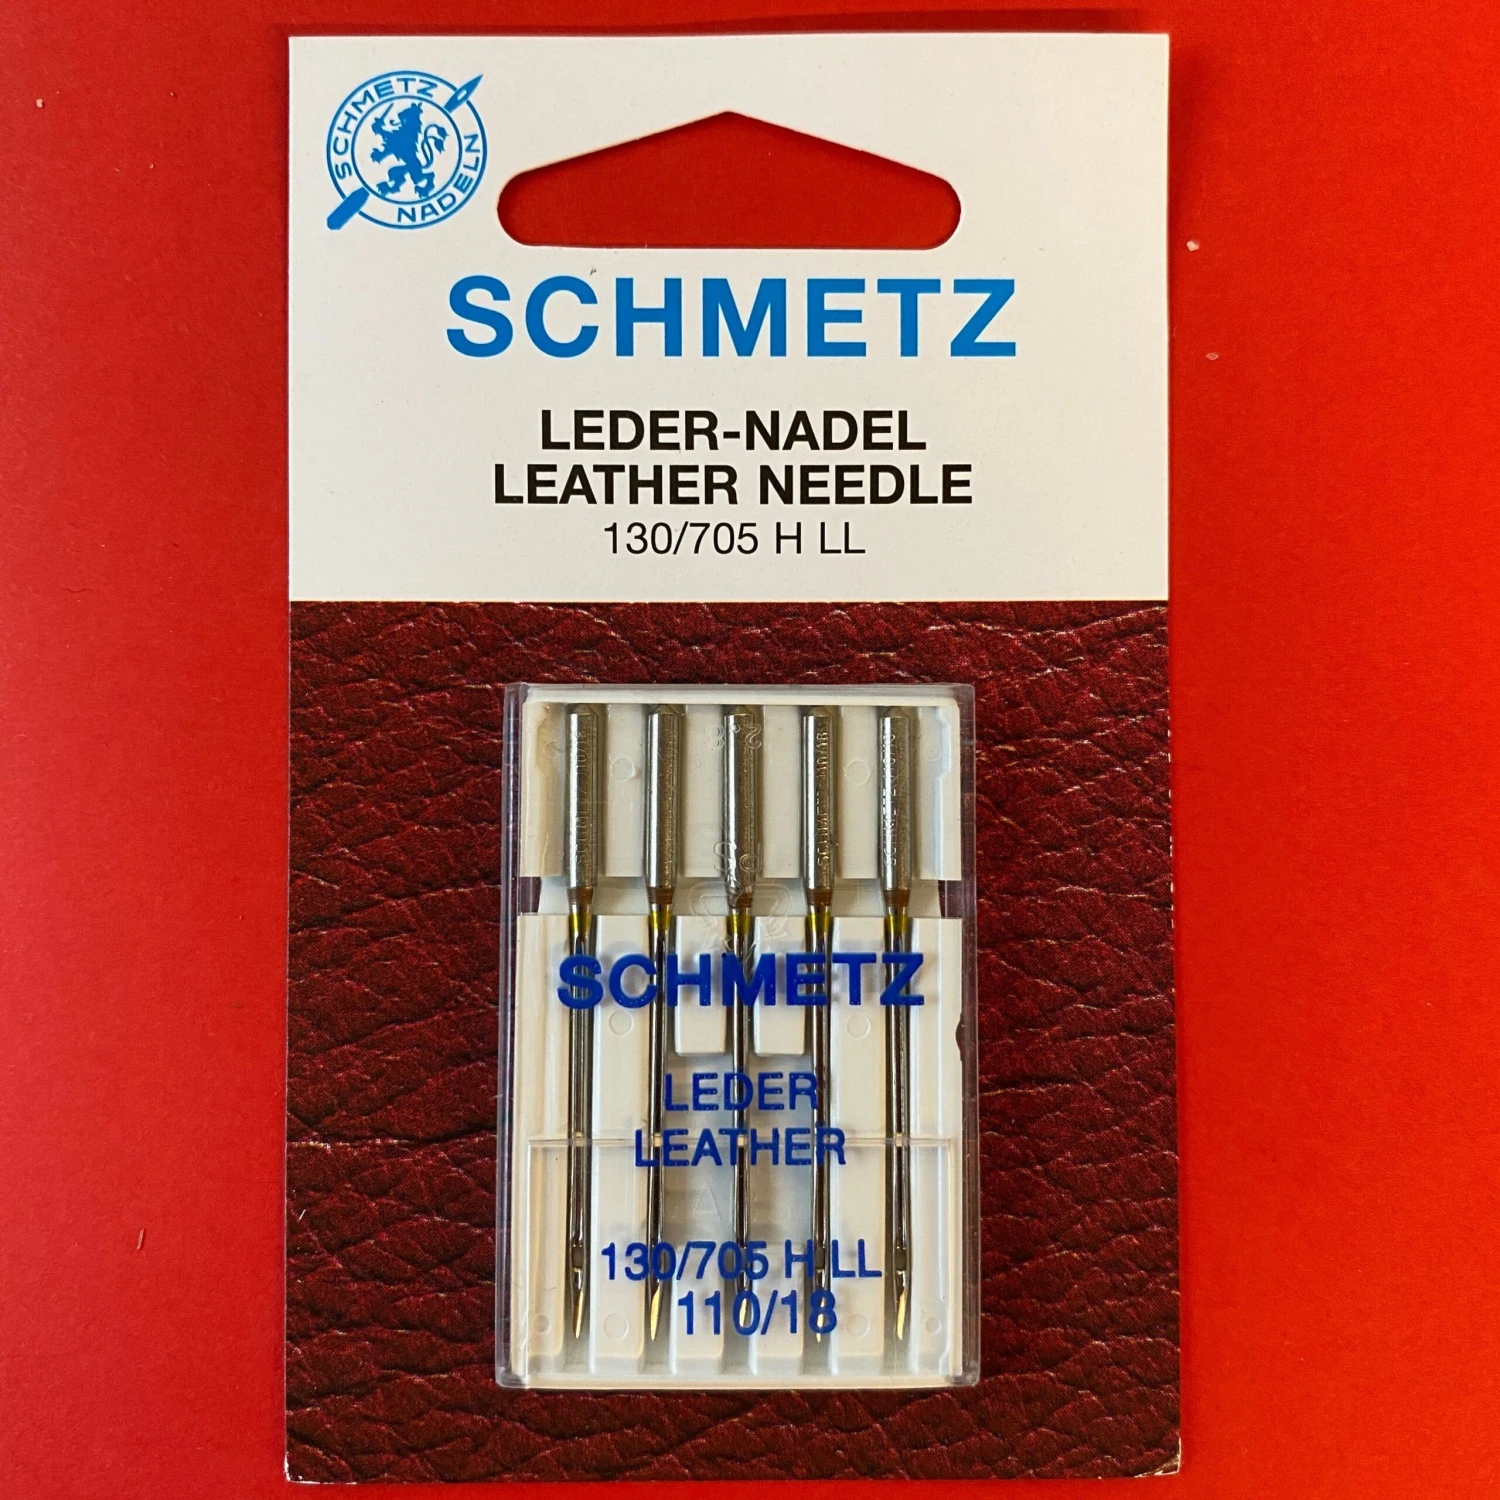 SCHMETZ
NADELN
SCHMETZ
LEDER-NADEL
LEATHER NEEDLE
130/705 H LL
SCHMETZ
LEDER
LEATHER
130/705 H LL
110/18